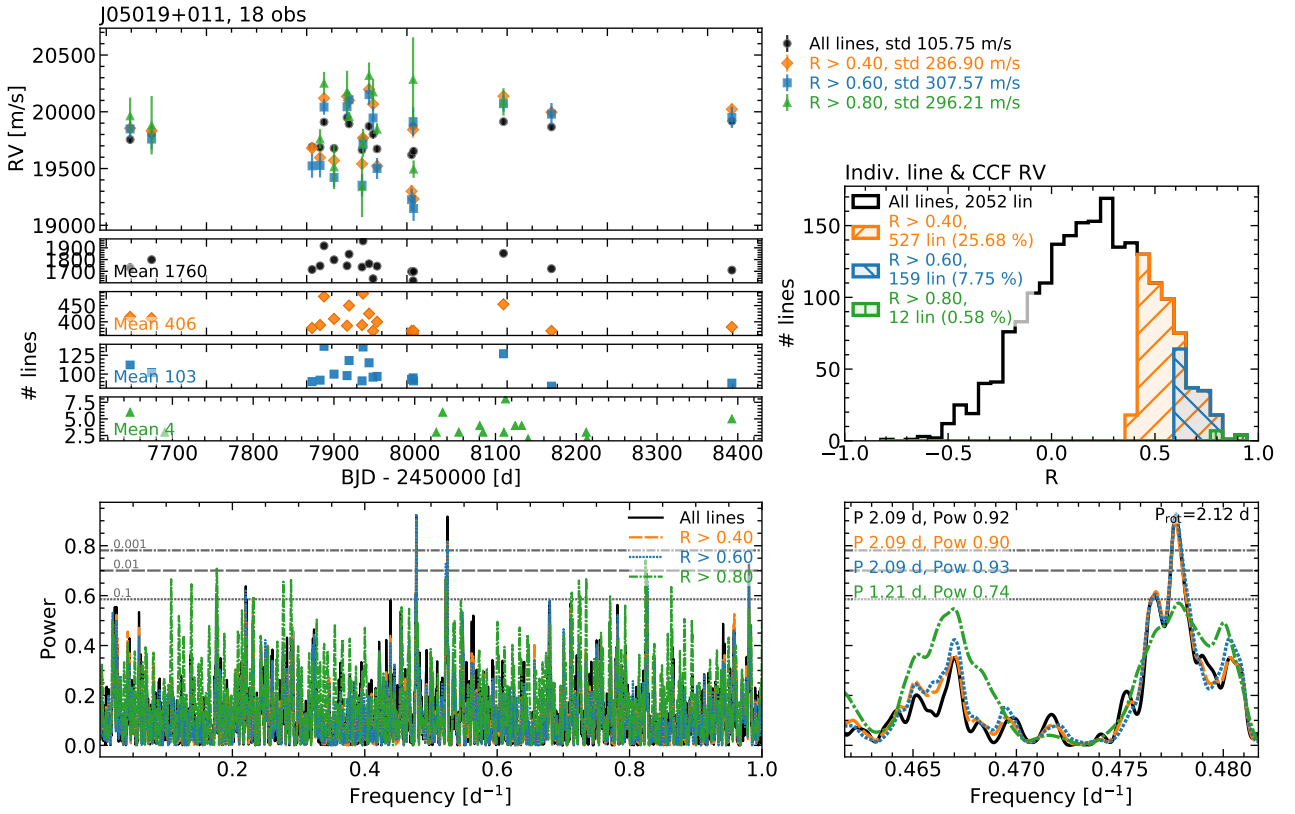 J05019+011, 18 obs
20500
20000
19500
19000
RV [m/s]
All lines, std 105.75 m/s
R > 0.40, std 286.90 m/s
R > 0.60, std 307.57 m/s
R > 0.80, std 296.21 m/s
1900
1800
1700
Mean 1760
450
400
Mean 406
125
100
Mean 103
7.5
5.0
2.5
Mean 4
# lines
7700 7800 7900 8000 8100 8200 8300 8400
BJD - 2450000 [d]
Indiv. line & CCF RV
All lines, 2052 lin
R > 0.40,
527 lin (25.68 %)
R > 0.60,
159 lin (7.75 %)
R > 0.80,
12 lin (0.58 %)
150
100
50
0
# lines
−1.0 −0.5 0.0 0.5 1.0
R
All lines
R > 0.40
R > 0.60
R > 0.80
0.001
0.01
0.1
0.8
0.6
0.4
0.2
0.0
Power
0.2 0.4 0.6 0.8 1.0
Frequency [d−1]
P 2.09 d, Pow 0.92
P 2.09 d, Pow 0.90
P 2.09 d, Pow 0.93
P 1.21 d, Pow 0.74
Prot=2.12 d
0.465 0.470 0.475 0.480
Frequency [d−1]